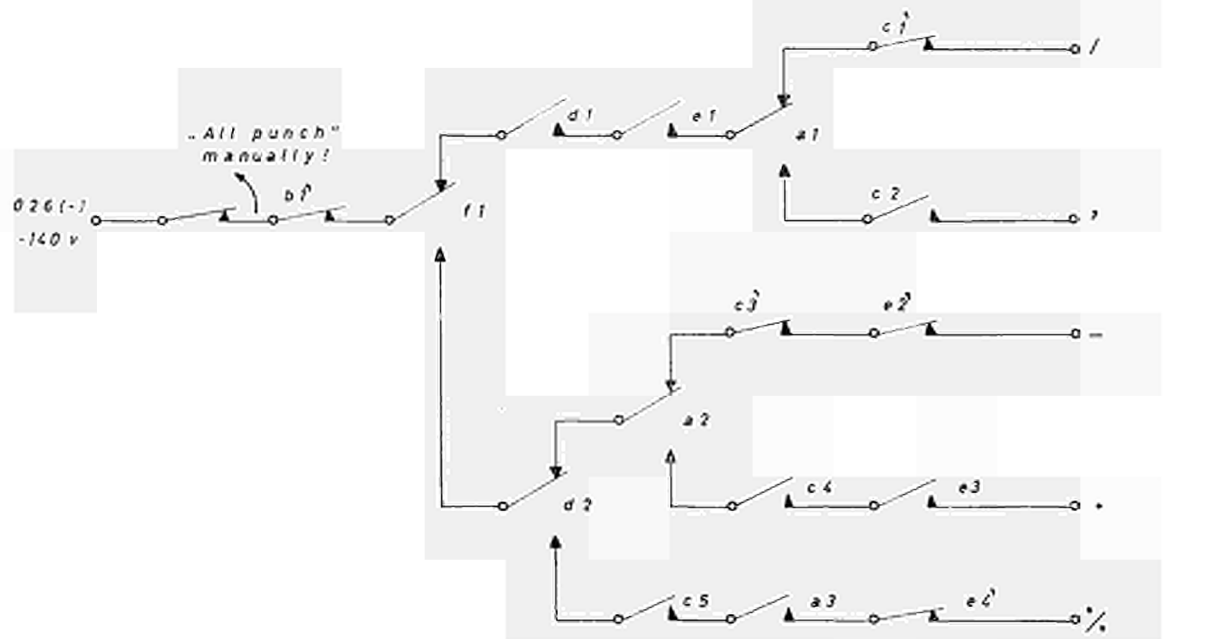 c 1
/
d 1
e 1
a 1
„All punch"
manually!
b 1
026 (-)
-140 v
f 1
c 2
?
c 3
e 2
—
a 2
c 4
e 3
+
d 2
c 5
a 3
e 4
%